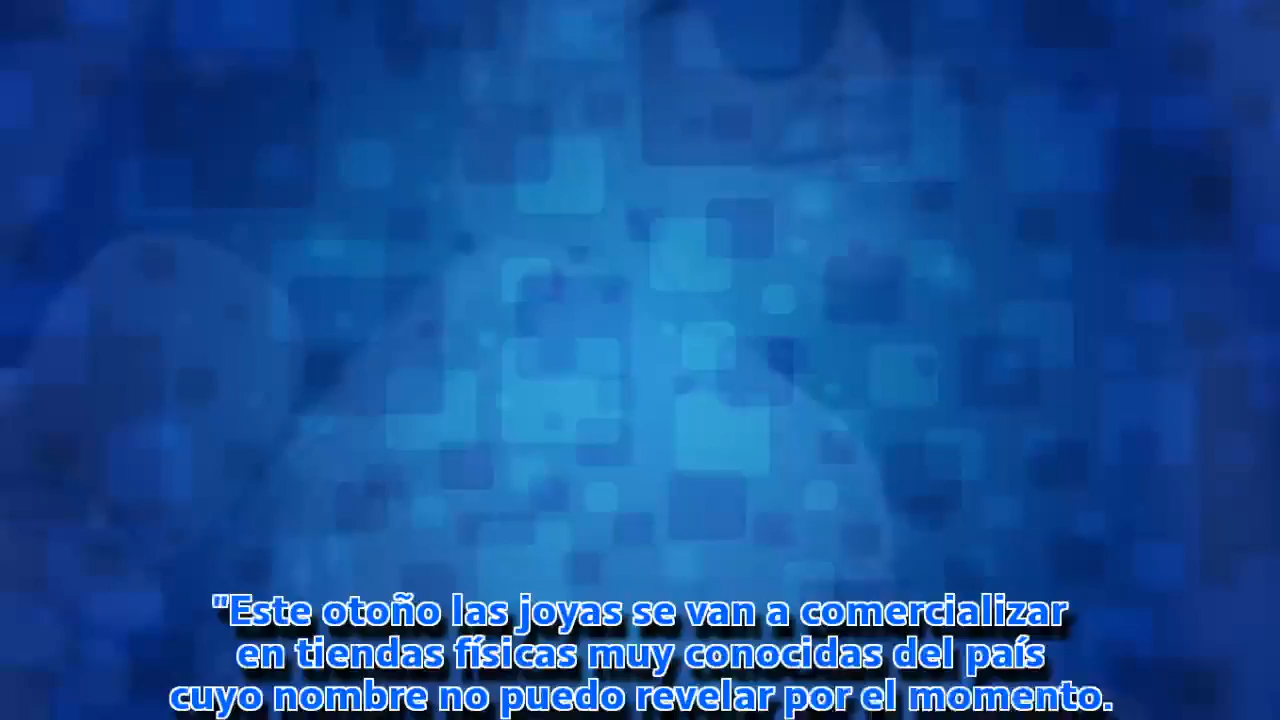 "Este otoño las joyas se van a comercializar
en tiendas físicas muy conocidas del país
cuyo nombre no puedo revelar por el momento.